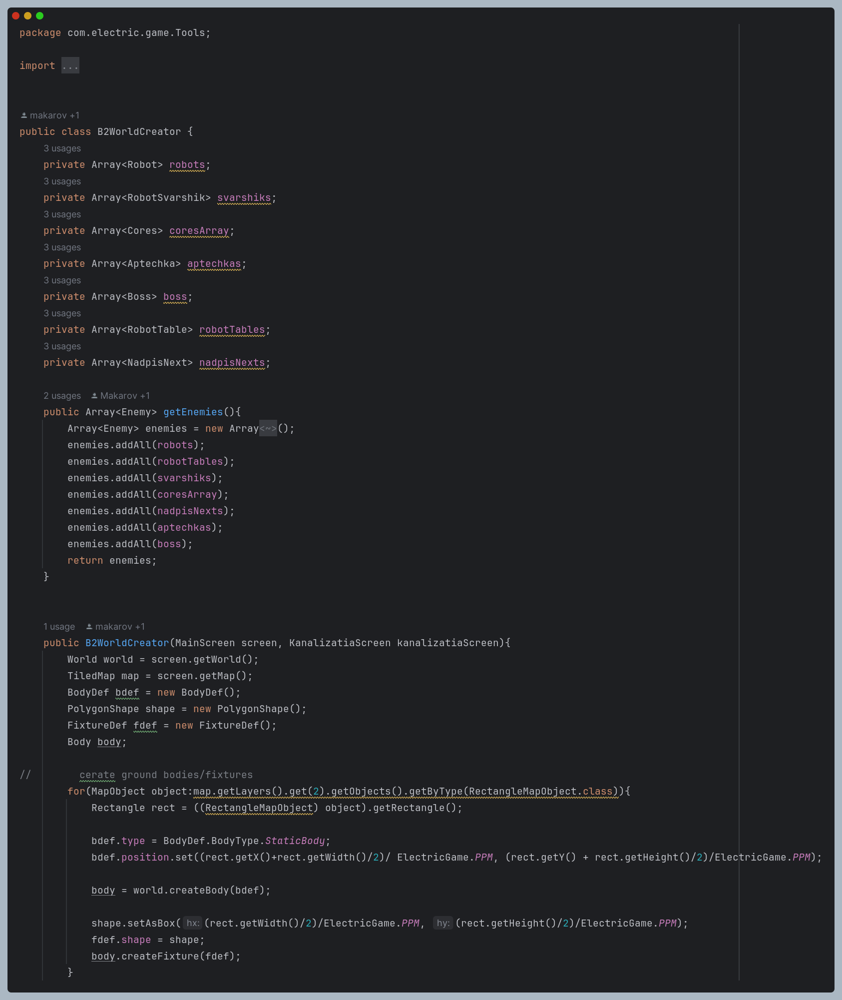 package com.electric.game.Tools;
import ...
makarov +1
public class B2WorldCreator {
3 usages
private Array<Robot> robots;
3 usages
private Array<RobotSvarshik> svarshiks;
3 usages
private Array<Cores> coresArray;
3 usages
private Array<Aptechka> aptechkas;
3 usages
private Array<Boss> boss;
3 usages
private Array<RobotTable> robotTables;
3 usages
private Array<NadpisNext> nadpisNexts;
2 usages makarov +1
public Array<Enemy> getEnemies(){
Array<Enemy> enemies = new Array<~>();
enemies.addAll(robots);
enemies.addAll(robotTables);
enemies.addAll(svarshiks);
enemies.addAll(coresArray);
enemies.addAll(nadpisNexts);
enemies.addAll(aptechkas);
enemies.addAll(boss);
return enemies;
}
1 usage makarov +1
public B2WorldCreator(MainScreen screen, KanalizatiaScreen kanalizatiaScreen){
World world = screen.getWorld();
TiledMap map = screen.getMap();
BodyDef bdef = new BodyDef();
PolygonShape shape = new PolygonShape();
FixtureDef fdef = new FixtureDef();
Body body;
// cerate ground bodies/fixtures
for(MapObject object:map.getLayers().get(2).getObjects().getByType(RectangleMapObject.class)){
Rectangle rect = ((RectangleMapObject) object).getRectangle();
bdef.type = BodyDef.BodyType.StaticBody;
bdef.position.set((rect.getX()+rect.getWidth()/2)/ ElectricGame.PPM, (rect.getY() + rect.getHeight()/2)/ElectricGame.PPM);
body = world.createBody(bdef);
shape.setAsBox( hx: (rect.getWidth()/2)/ElectricGame.PPM, hy: (rect.getHeight()/2)/ElectricGame.PPM);
fdef.shape = shape;
body.createFixture(fdef);
}